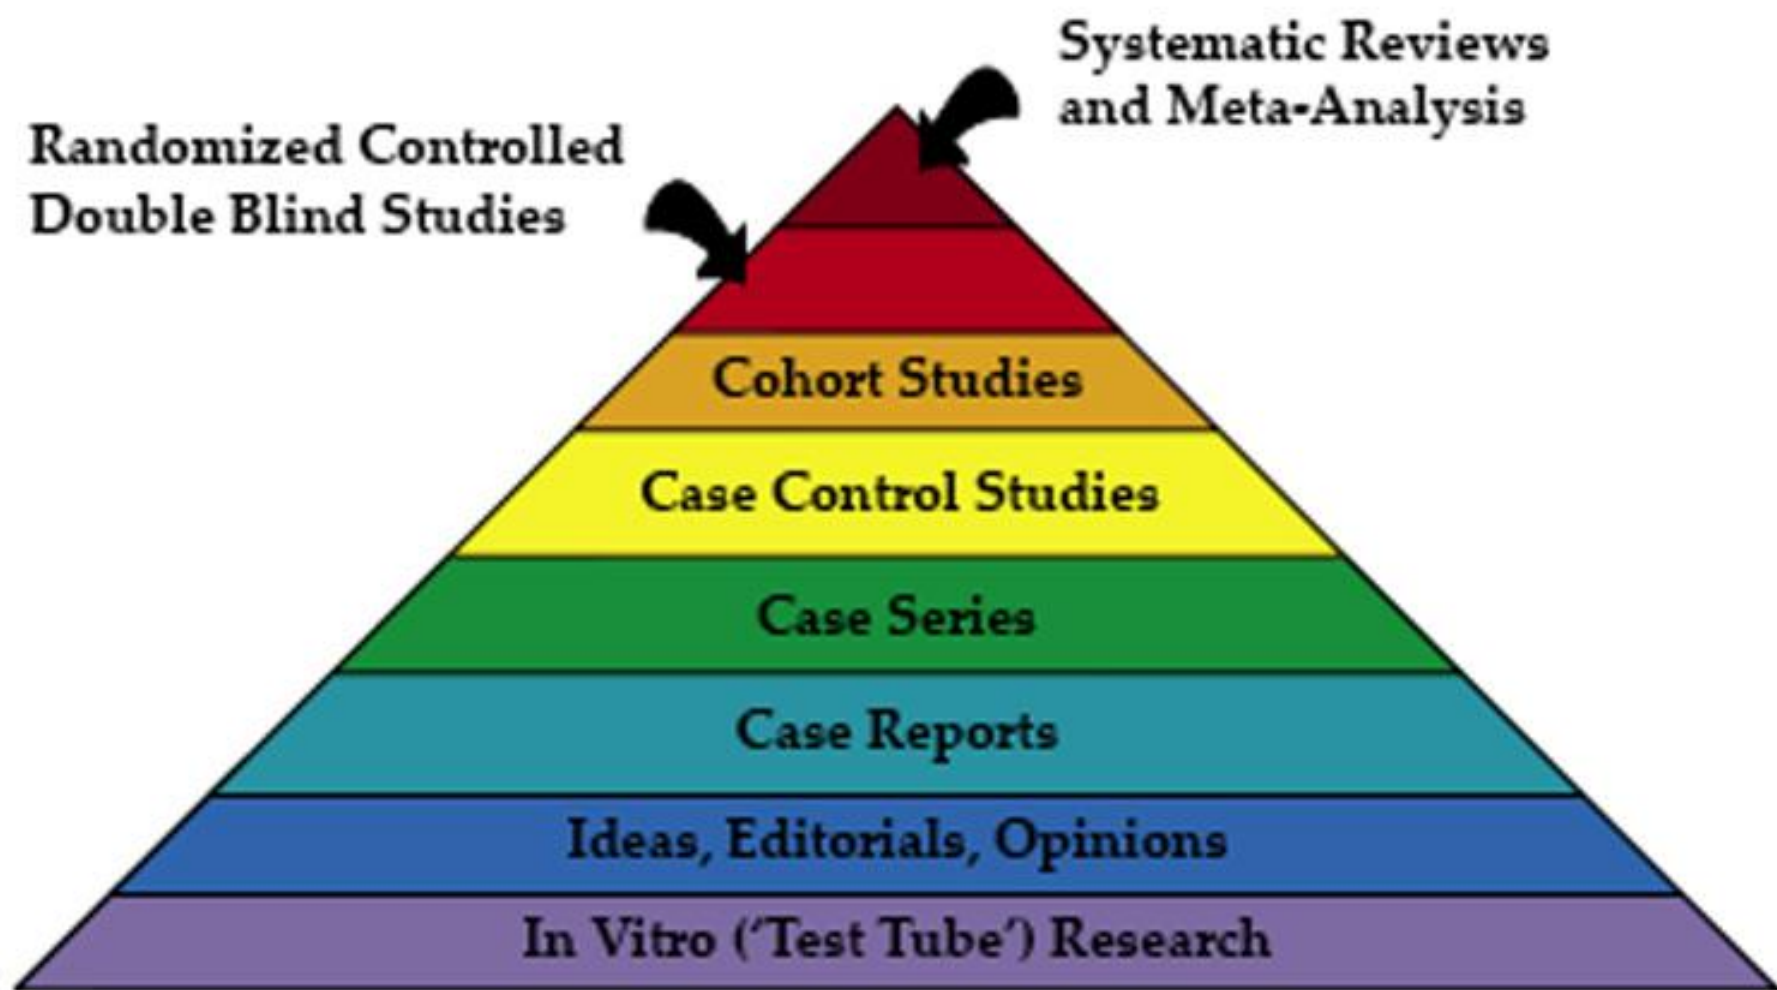 Systematic Reviews
and Meta-Analysis
Randomized Controlled
Double Blind Studies
Cohort Studies
Case Control Studies
Case Series
Case Reports
Ideas, Editorials, Opinions
In Vitro (‘Test Tube’) Research